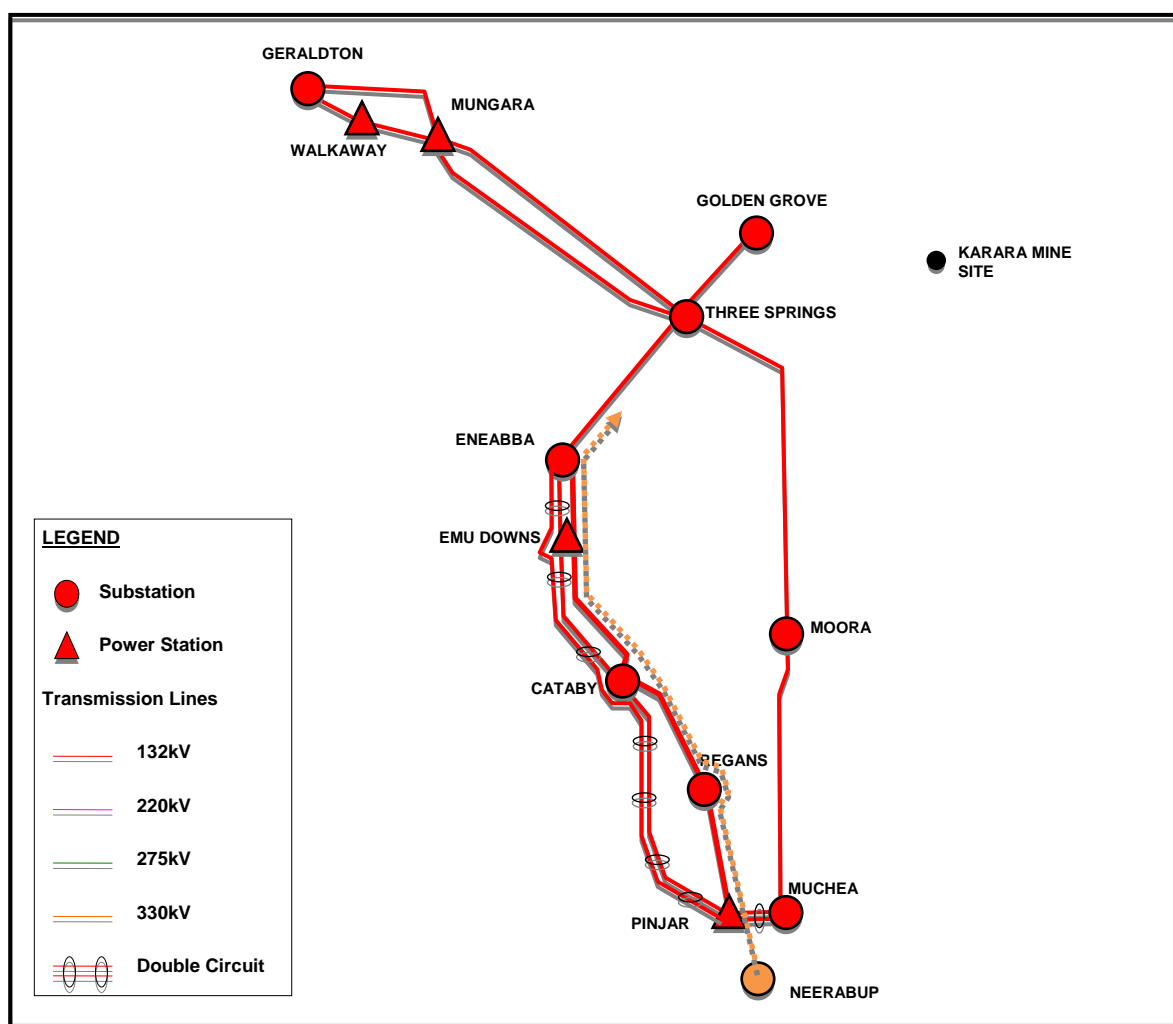 GERALDTON
MUNGARA
WALKAWAY
GOLDEN GROVE
KARARA MINE
SITE
THREE SPRINGS
ENEABBA
EMU DOWNS
MOORA
CATABY
REGANS
MUCHEA
PINJAR
NEERABUP
LEGEND
Substation
Power Station
Transmission Lines
132kV
220kV
275kV
330kV
Double Circuit